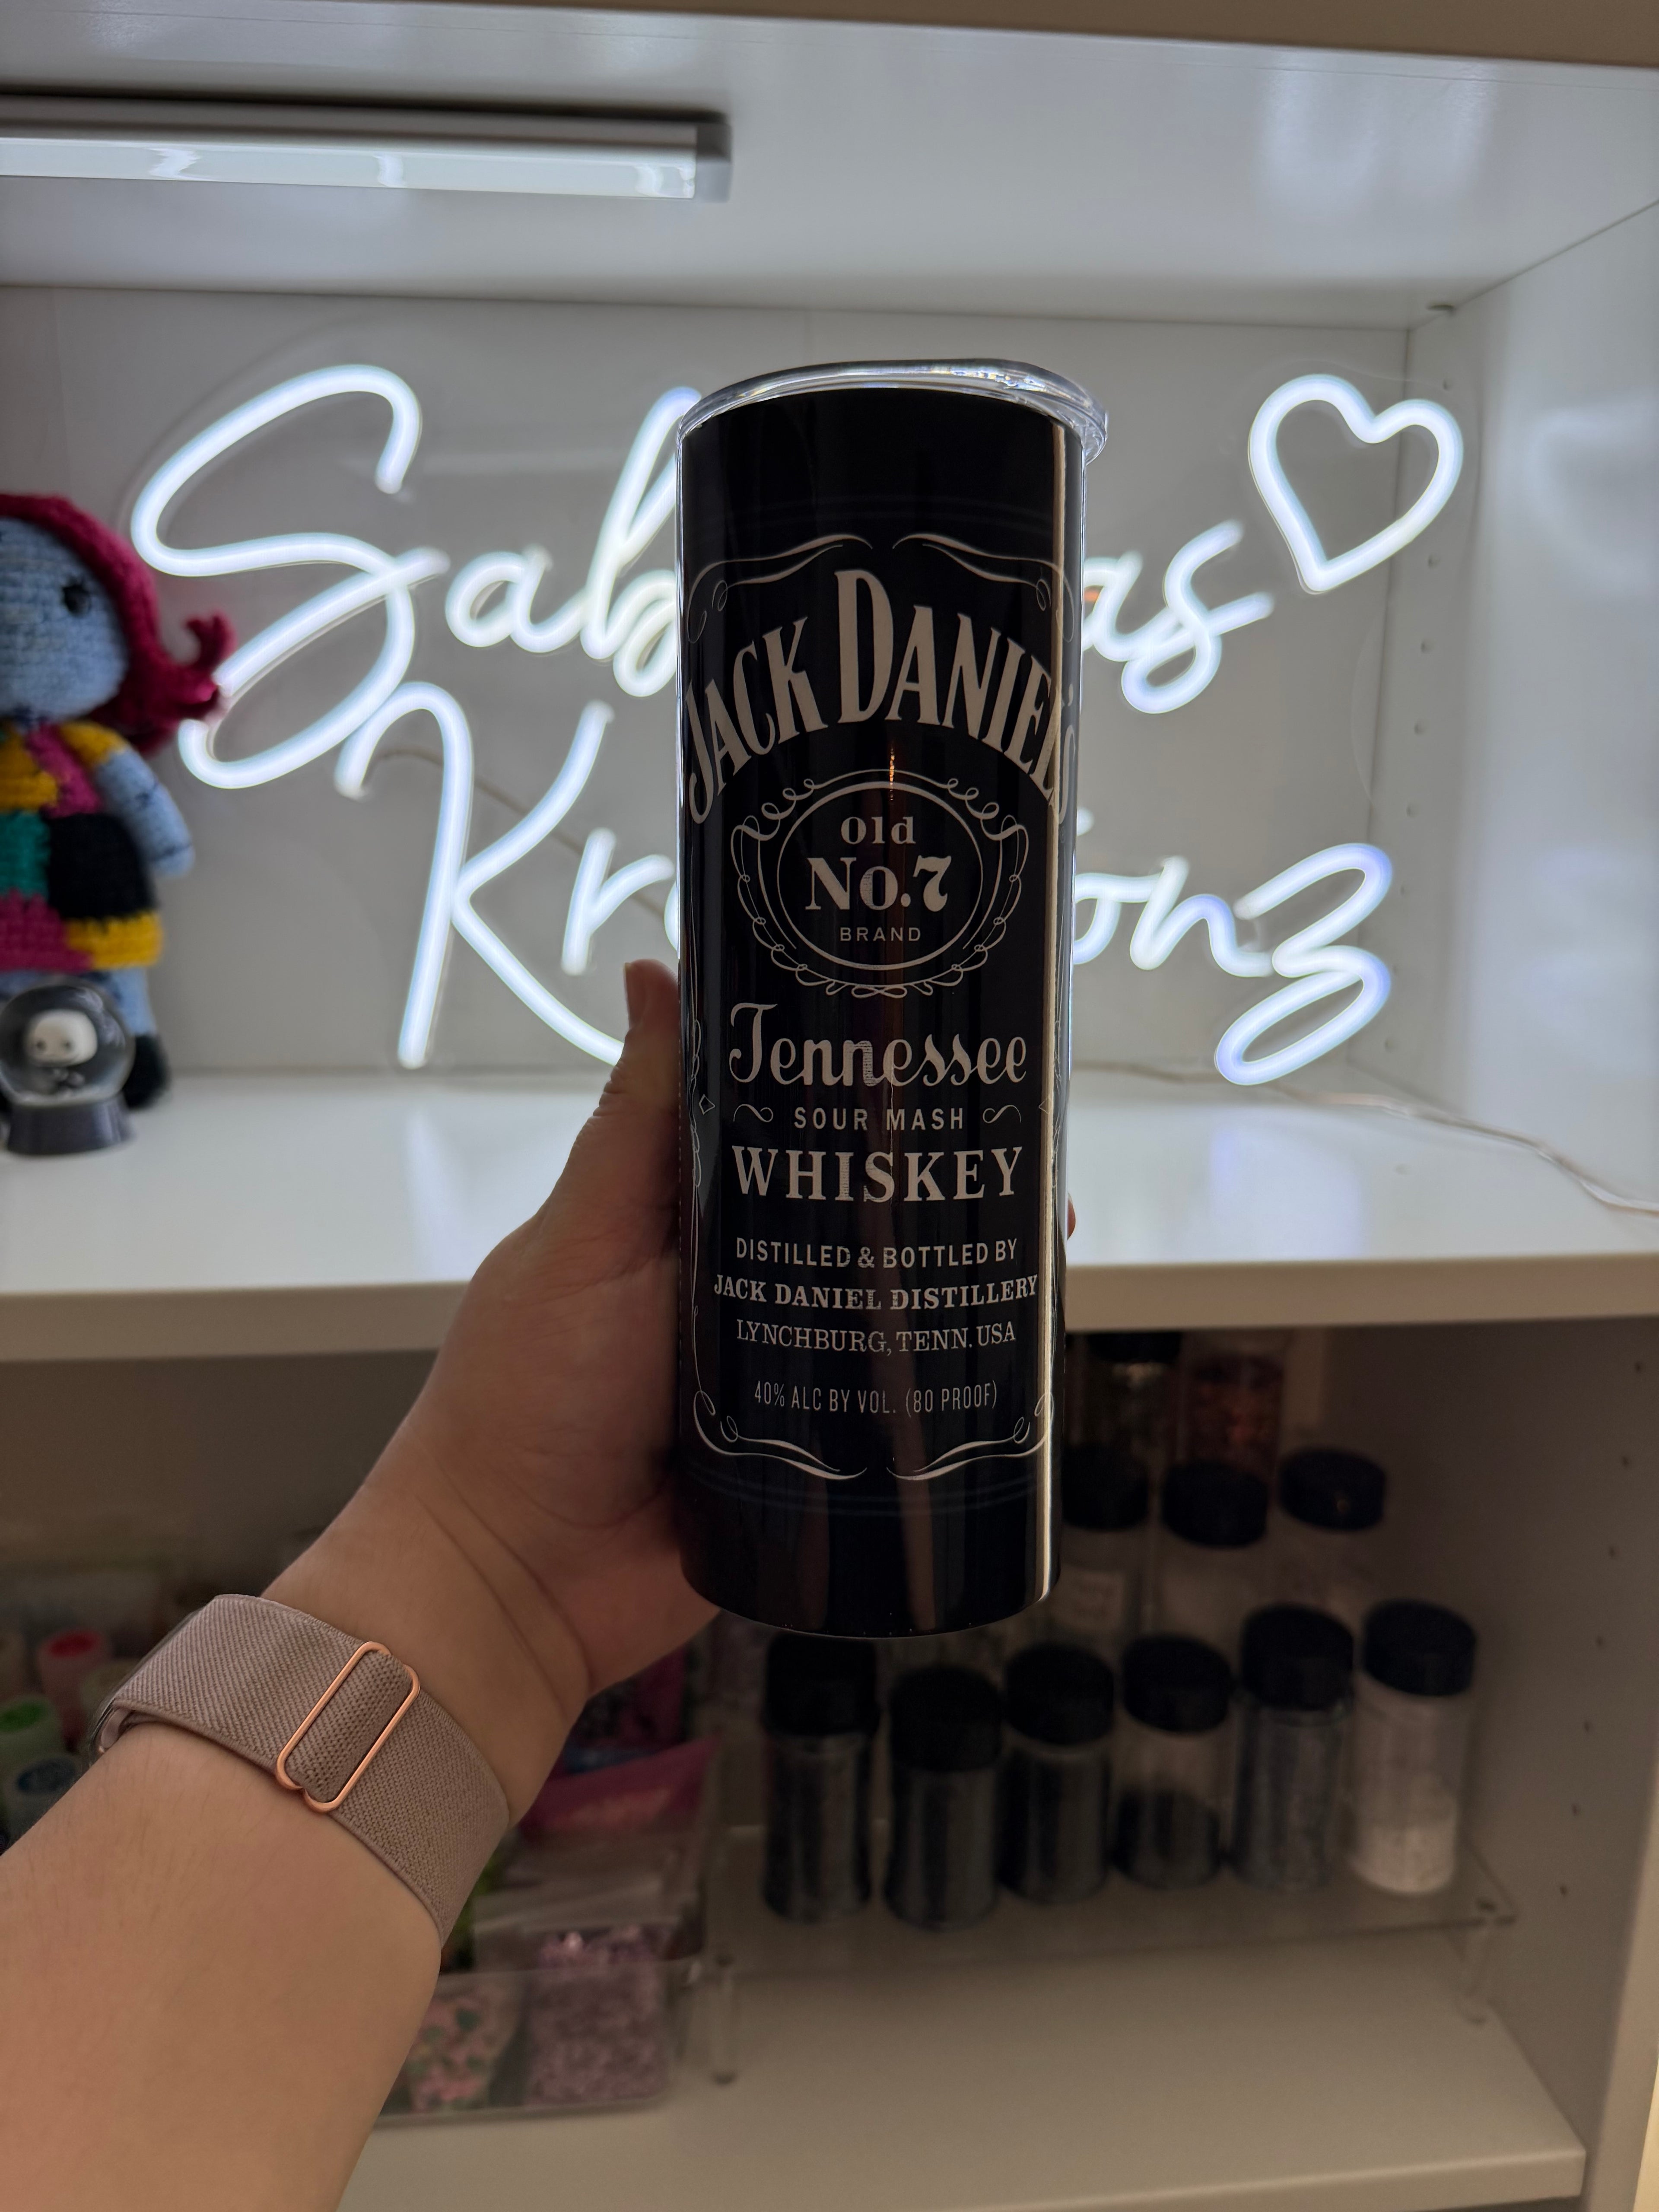 JACK DANIEL'S
Old
No.7
BRAND
Tennessee
SOUR MASH
WHISKEY
DISTILLED & BOTTLED BY
JACK DANIEL DISTILLERY
LYNCHBURG, TENN. USA
40% ALC BY VOL. (80 PROOF)